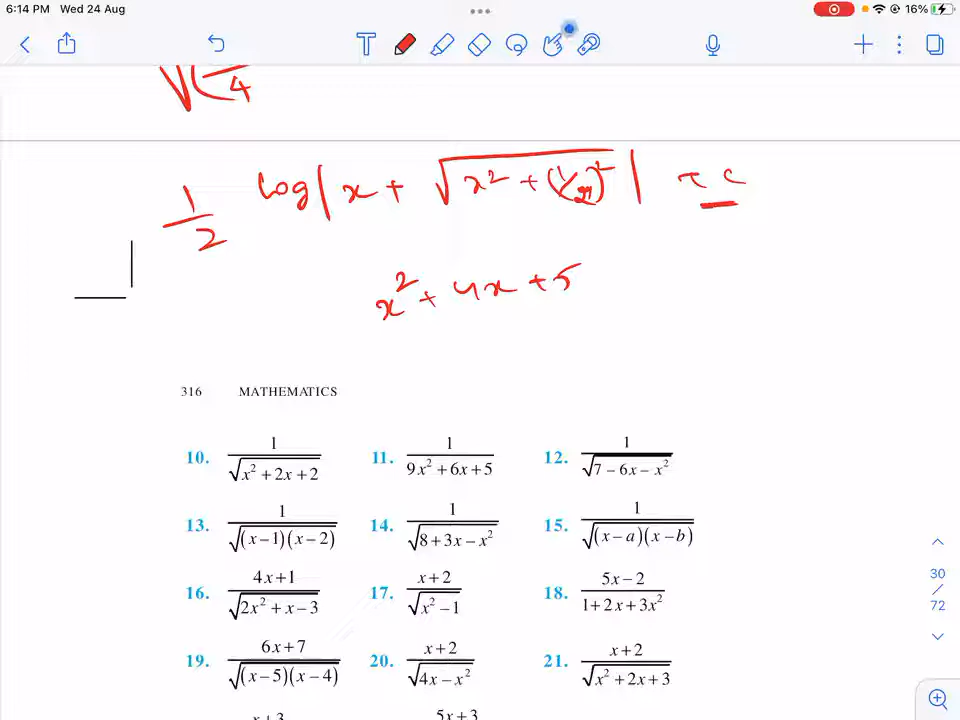 6:14 PM Wed 24 Aug 16%
√( /4
1/2 log|x + √(x² + (1/2)²)| + c
x² + 4x + 5
316 MATHEMATICS
10. 1/√(x² + 2x + 2) 11. 1/(9x² + 6x + 5) 12. 1/√(7 − 6x − x²)
13. 1/√((x − 1)(x − 2)) 14. 1/√(8 + 3x − x²) 15. 1/√((x − a)(x − b))
16. (4x + 1)/√(2x² + x − 3) 17. (x + 2)/√(x² − 1) 18. (5x − 2)/(1 + 2x + 3x²)
19. (6x + 7)/√((x − 5)(x − 4)) 20. (x + 2)/√(4x − x²) 21. (x + 2)/√(x² + 2x + 3)
x + 3 5x + 3
30
/
72